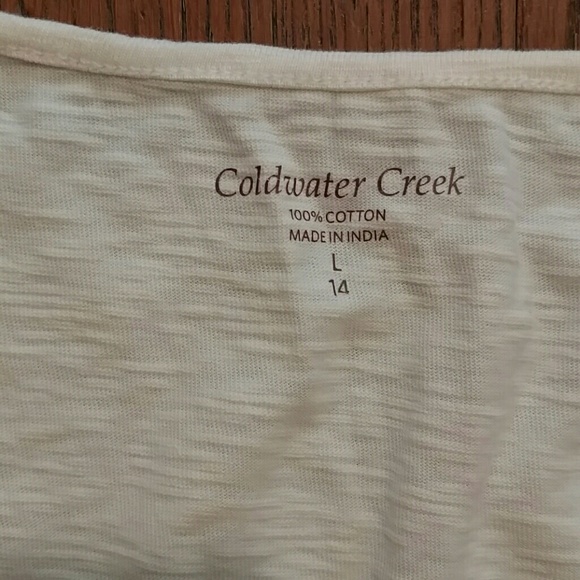 Coldwater Creek
100% COTTON
MADE IN INDIA
L
14